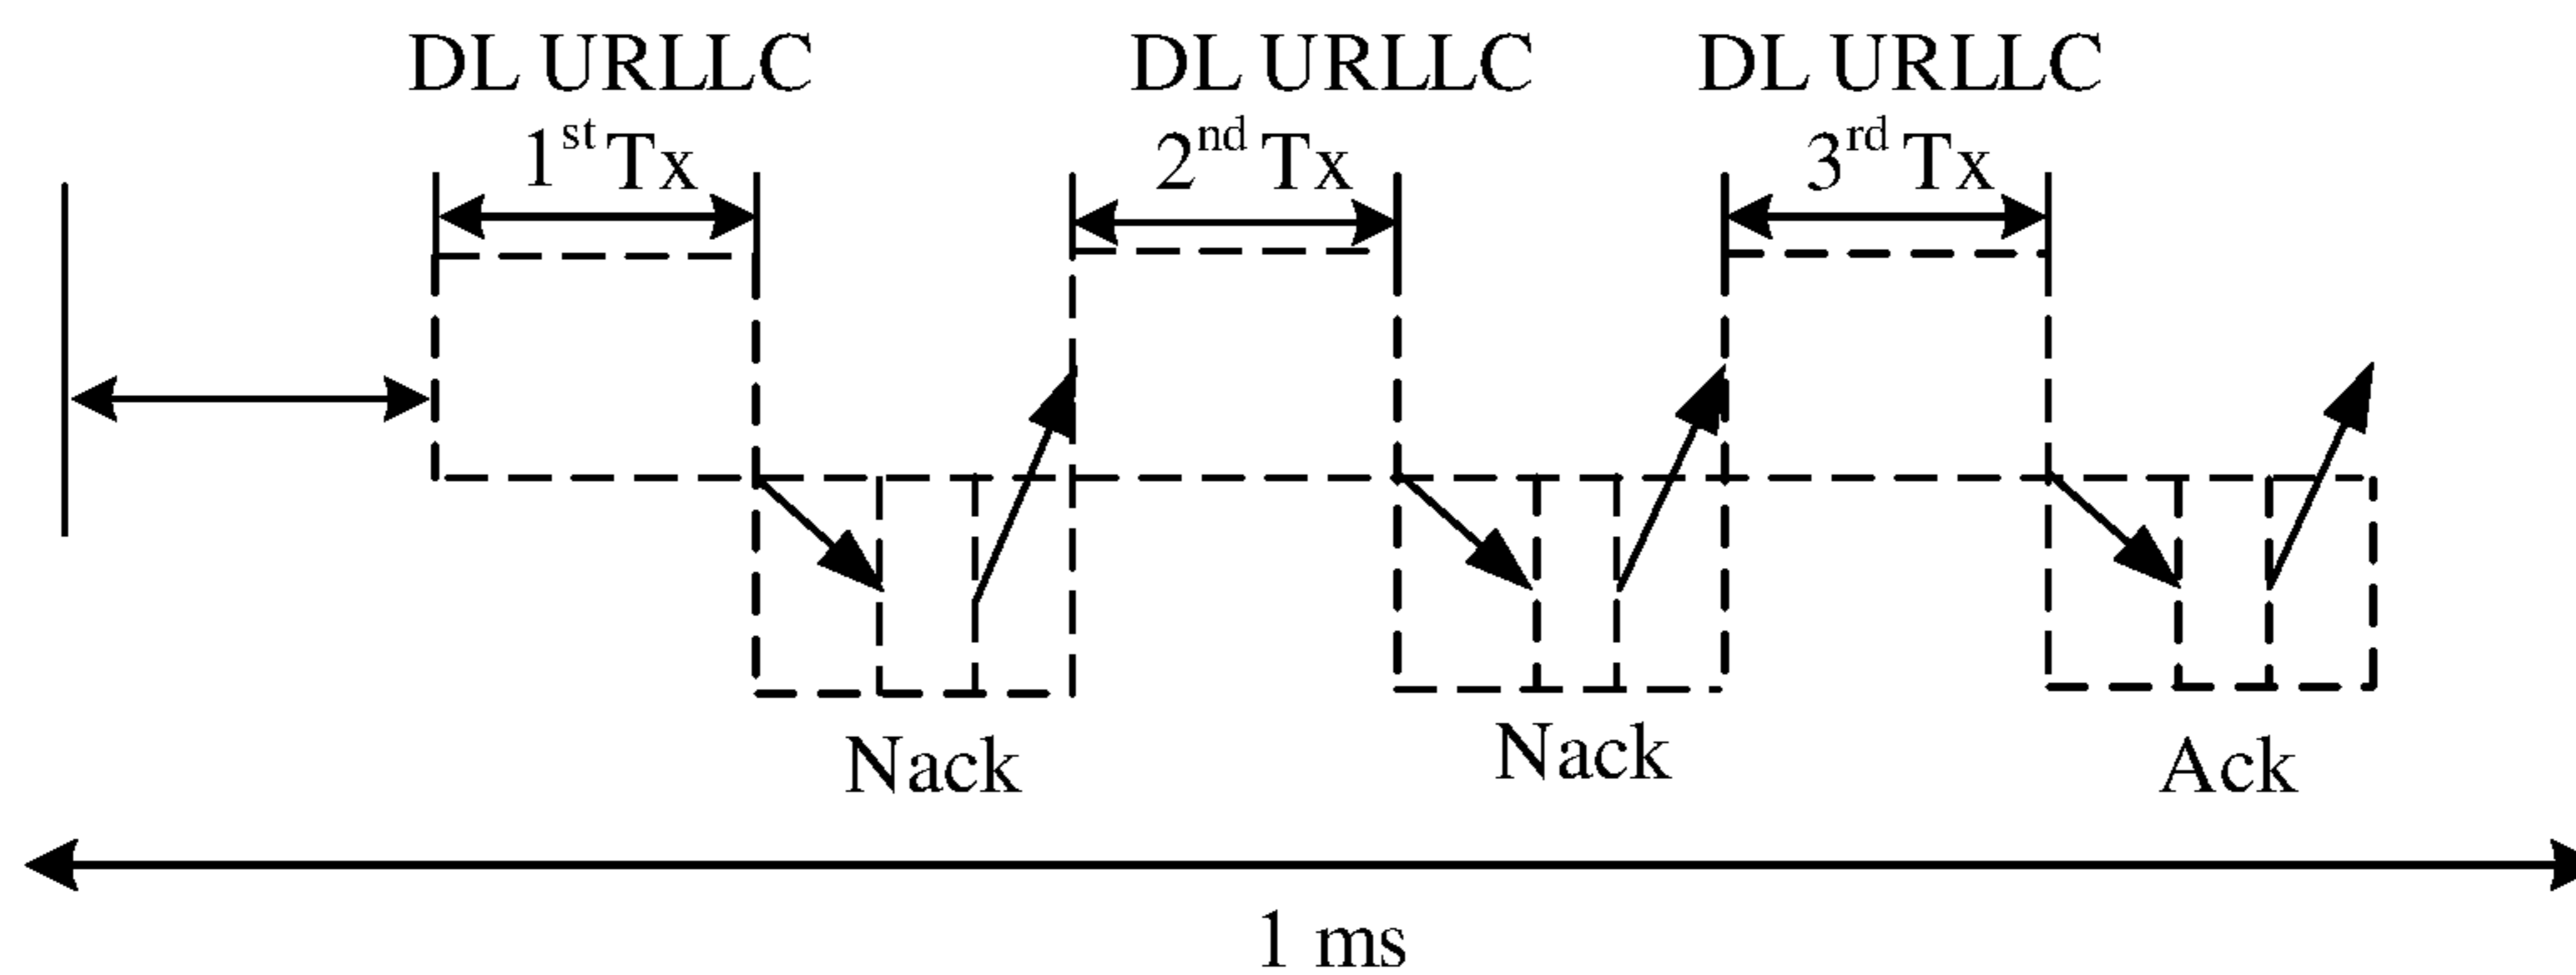 DL URLLC
1st Tx
DL URLLC
2nd Tx
DL URLLC
3rd Tx
Nack
Nack
Ack
1 ms